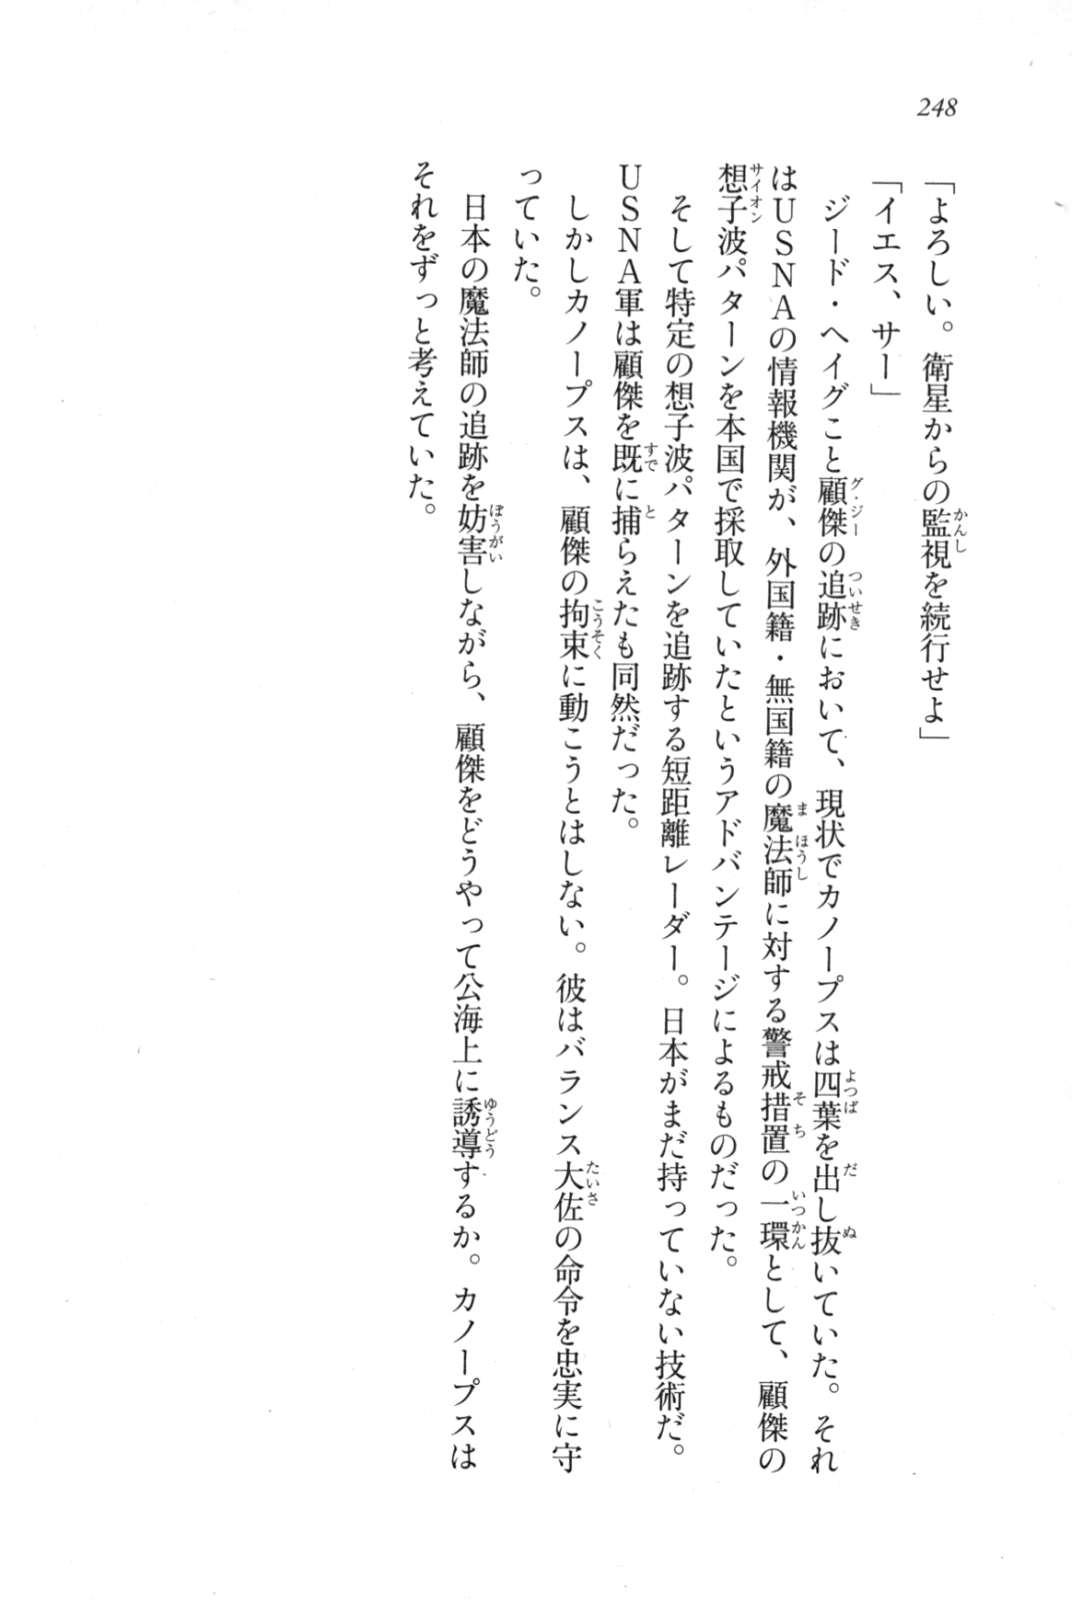 248
「よろしい。衛星からの監視を続行せよ」
「イエス、サー」
ジード・ヘイグこと顧傑の追跡において、現状でカノープスは四葉を出し抜いていた。それ
はＵＳＮＡの情報機関が、外国籍・無国籍の魔法師に対する警戒措置の一環として、顧傑の
想子波パターンを本国で採取していたというアドバンテージによるものだった。
そして特定の想子波パターンを追跡する短距離レーダー。日本がまだ持っていない技術だ。
ＵＳＮＡ軍は顧傑を既に捕らえたも同然だった。
しかしカノープスは、顧傑の拘束に動こうとはしない。彼はバランス大佐の命令を忠実に守
っていた。
日本の魔法師の追跡を妨害しながら、顧傑をどうやって公海上に誘導するか。カノープスは
それをずっと考えていた。